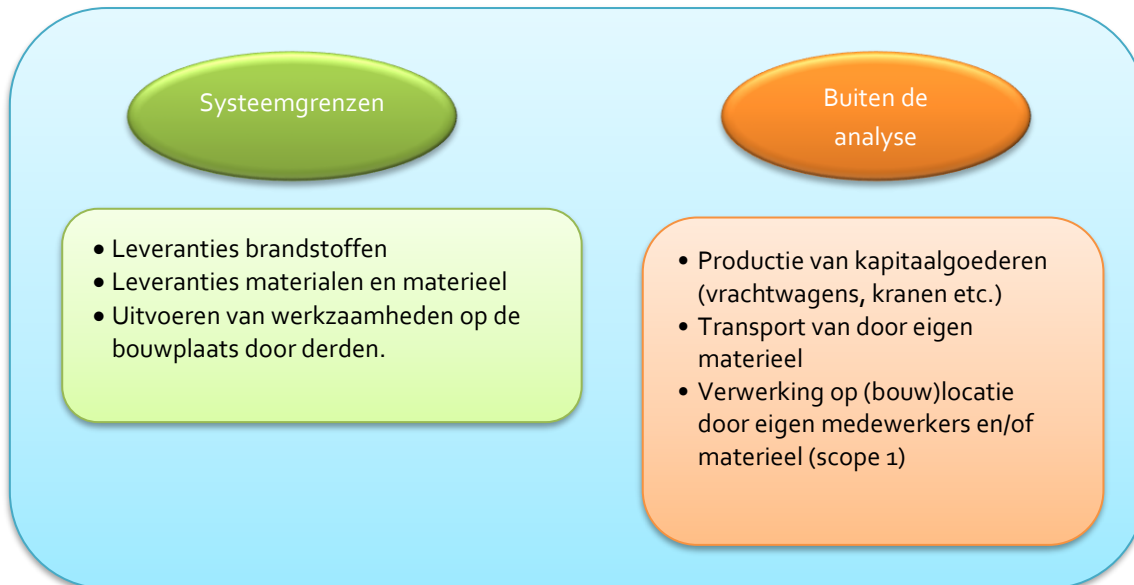 Systeemgrenzen
• Leveranties brandstoffen
• Leveranties materialen en materieel
• Uitvoeren van werkzaamheden op de
bouwplaats door derden.
Buiten de
analyse
• Productie van kapitaalgoederen
(vrachtwagens, kranen etc.)
• Transport van door eigen
materieel
• Verwerking op (bouw)locatie
door eigen medewerkers en/of
materieel (scope 1)